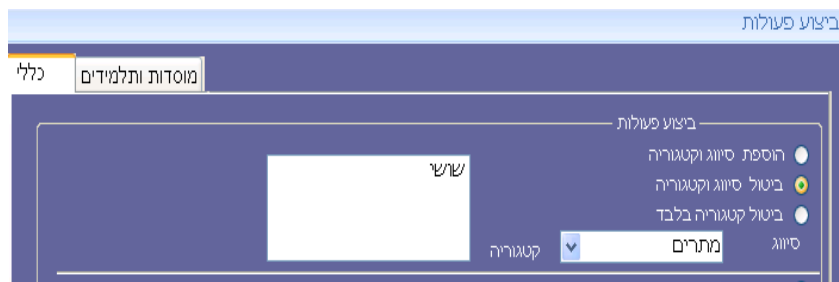 ביצוע פעולות
כללי
מוסדות ותלמידים
ביצוע פעולות
הוספת סיווג וקטגוריה
ביטול סיווג וקטגוריה
ביטול קטגוריה בלבד
סיווג מתרים קטגוריה שושי